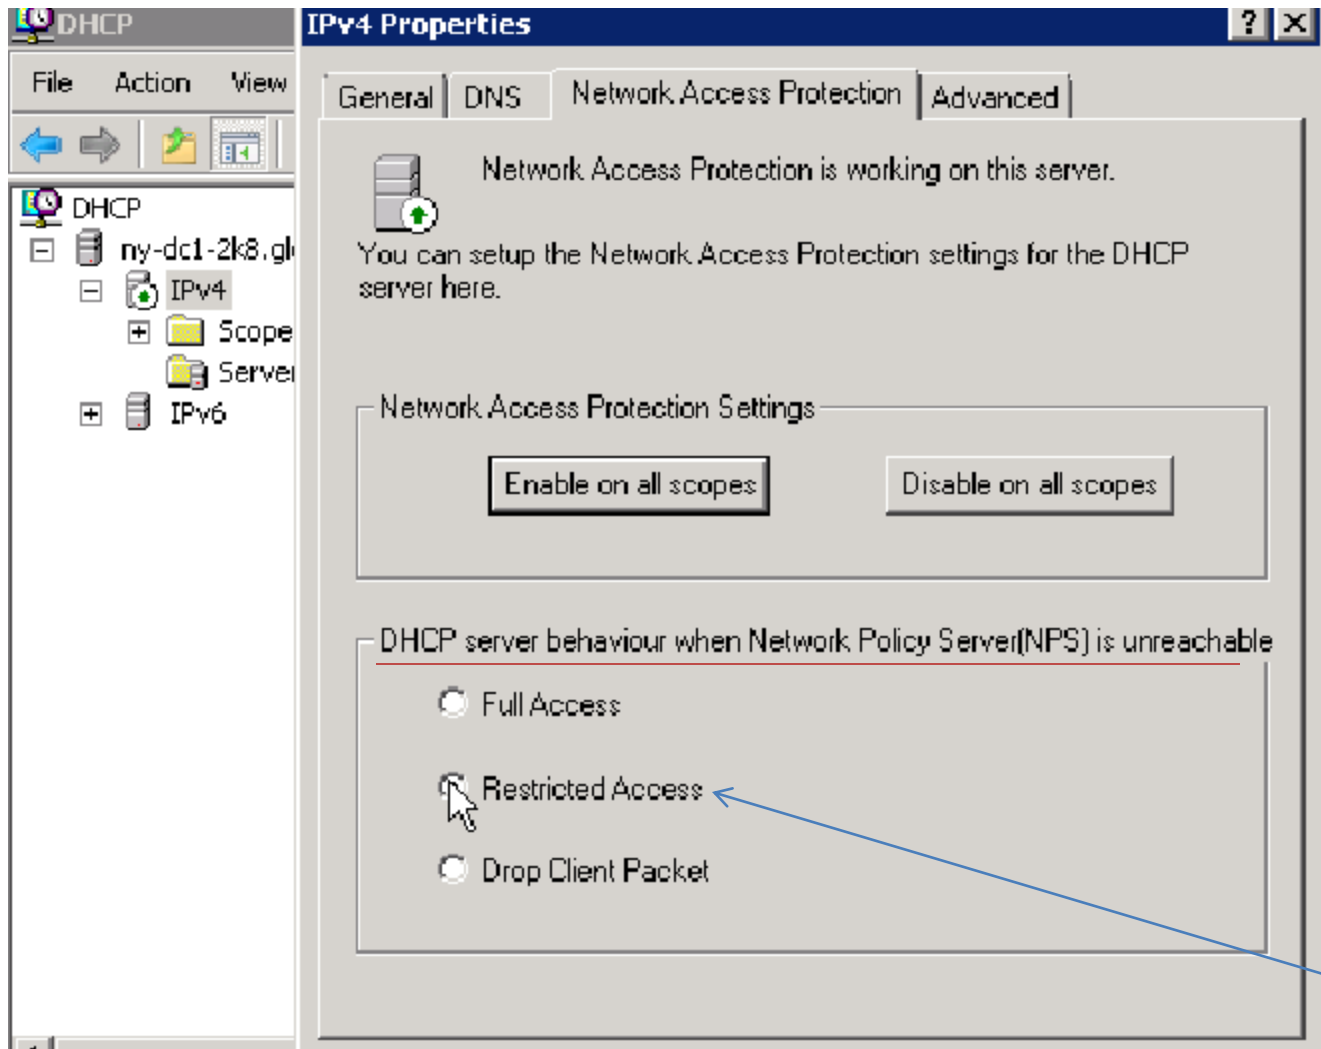 DHCP
IPv4 Properties
File Action View
General DNS Network Access Protection Advanced
Network Access Protection is working on this server.
You can setup the Network Access Protection settings for the DHCP
server here.
DHCP
ny-dc1-2k8.gl
IPv4
Scope
Server
IPv6
Network Access Protection Settings
Enable on all scopes Disable on all scopes
DHCP server behaviour when Network Policy Server(NPS) is unreachable
Full Access
Restricted Access
Drop Client Packet